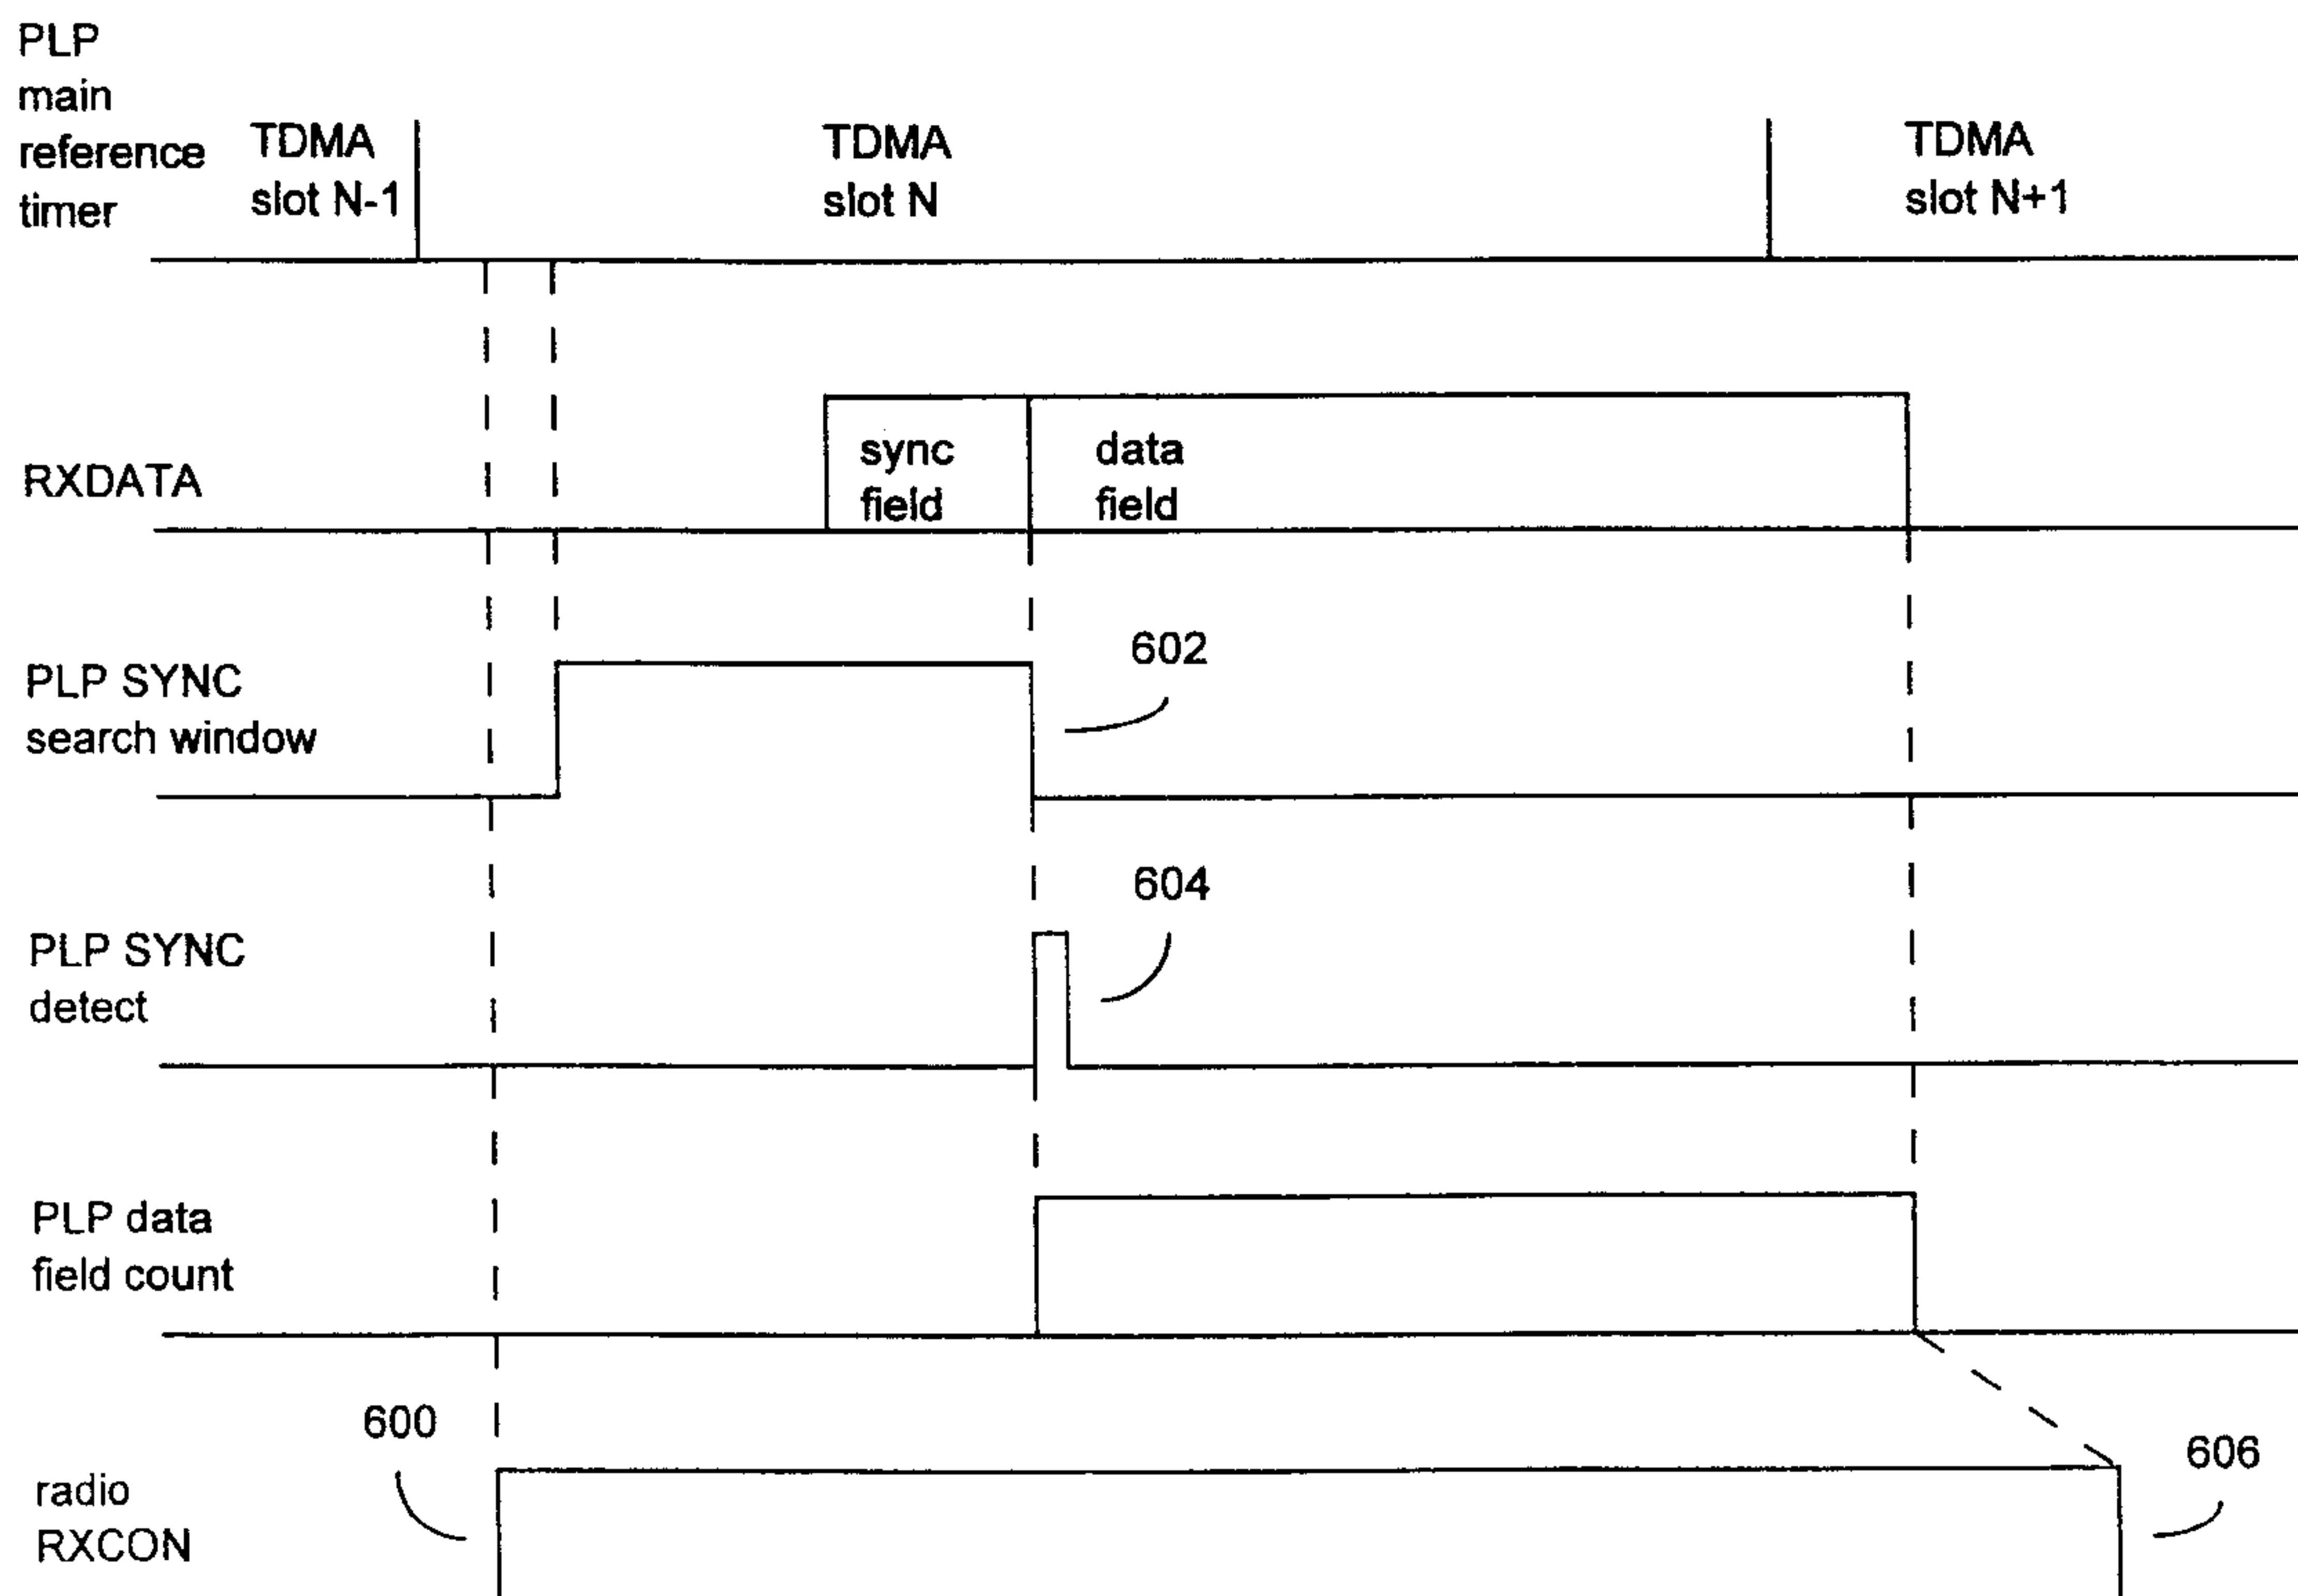 PLP
main
reference
timer
TDMA
slot N-1
TDMA
slot N
TDMA
slot N+1
RXDATA
sync
field
data
field
PLP SYNC
search window
602
PLP SYNC
detect
604
PLP data
field count
600
radio
RXCON
606